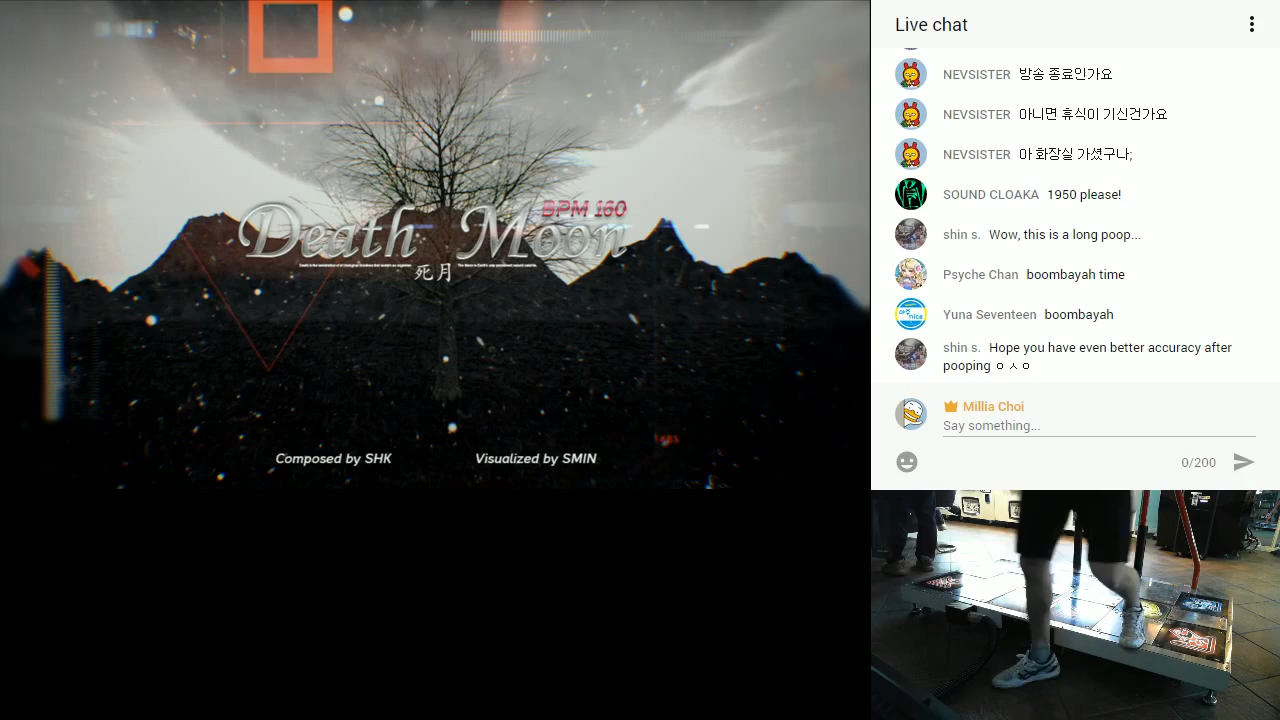 BPM 160
Death Moon
死月
Composed by SHK
Visualized by SMIN
Live chat
NEVSISTER 방송 종료인가요
NEVSISTER 아니면 휴식이 기신건가요
NEVSISTER 아 화장실 가셨구나;
SOUND CLOAKA 1950 please!
shin s. Wow, this is a long poop...
Psyche Chan boombayah time
Yuna Seventeen boombayah
shin s. Hope you have even better accuracy after
pooping ㅇㅅㅇ
Millia Choi
Say something...
0/200